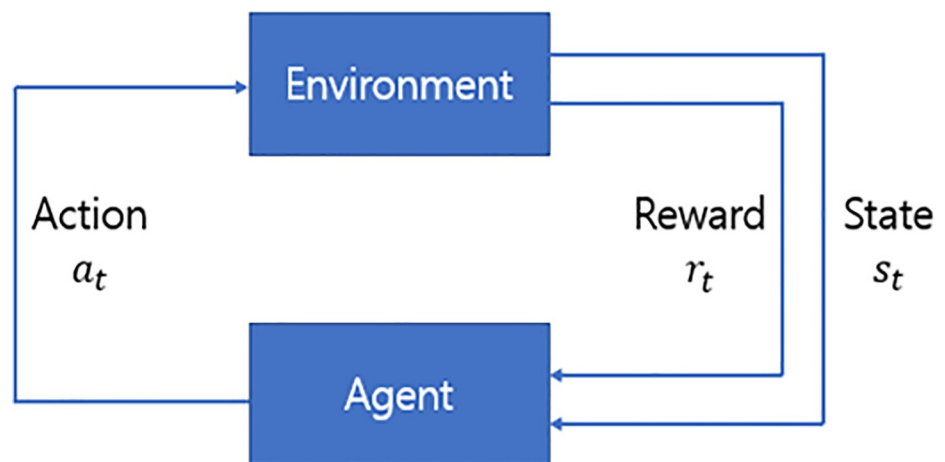 Environment
Action
a_t
Reward
r_t
State
s_t
Agent